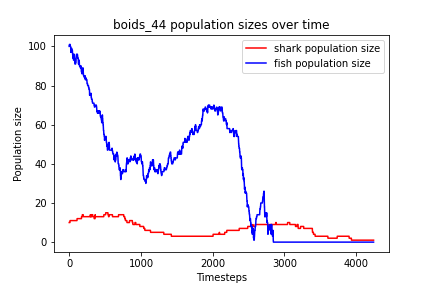 boids_44 population sizes over time
shark population size
fish population size
Population size
100
80
60
40
20
0
0 1000 2000 3000 4000
Timesteps